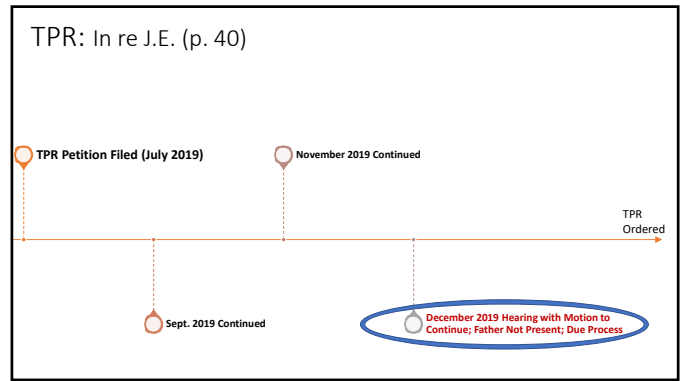 TPR: In re J.E. (p. 40)
TPR Petition Filed (July 2019)
November 2019 Continued
TPR
Ordered
Sept. 2019 Continued
December 2019 Hearing with Motion to
Continue; Father Not Present; Due Process